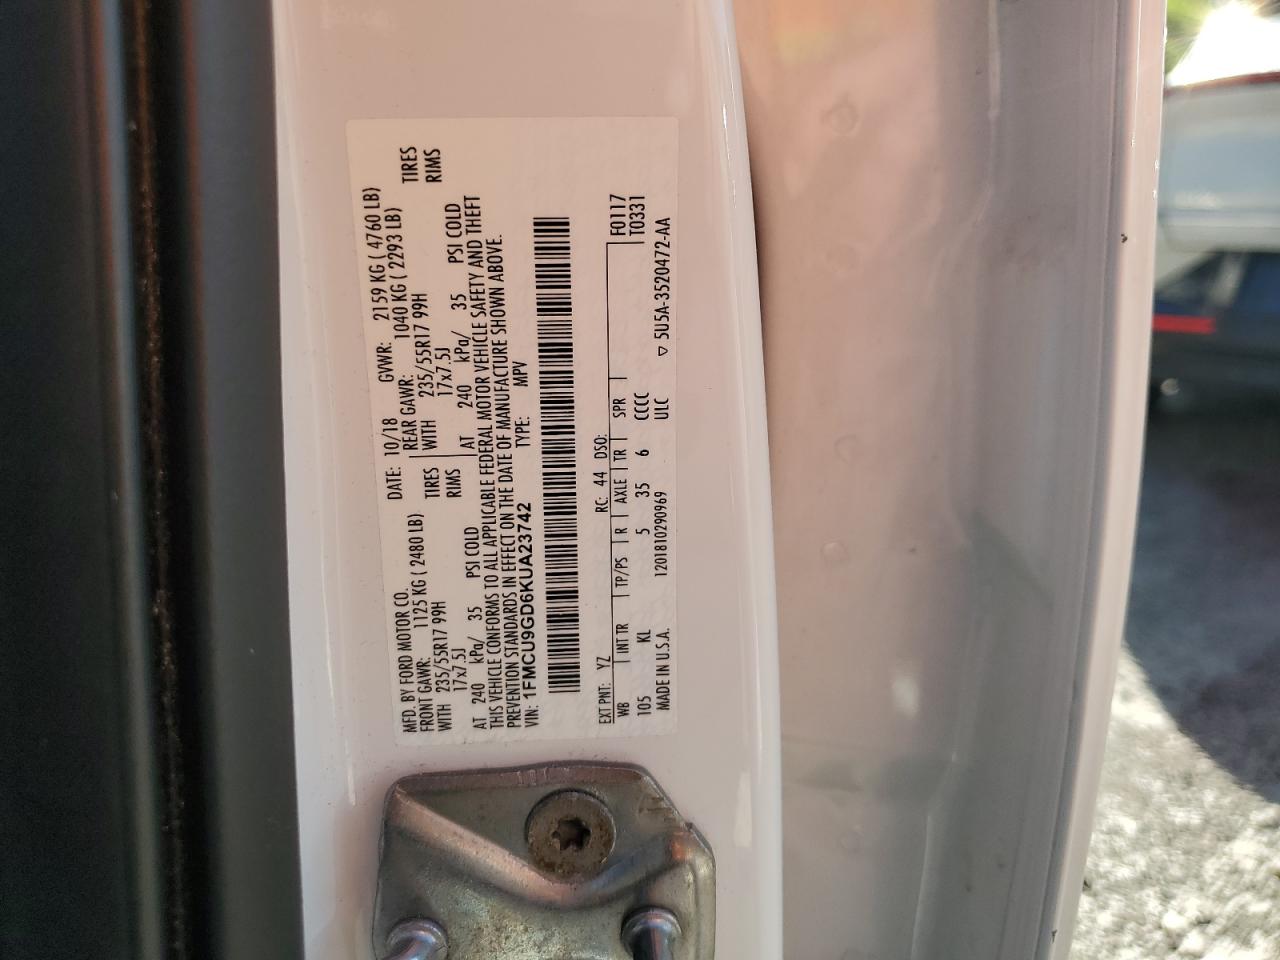 MFD. BY FORD MOTOR CO. DATE: 10/18 GVWR: 2159 KG ( 4760 LB)
FRONT GAWR: 1125 KG ( 2480 LB) REAR GAWR: 1040 KG ( 2293 LB)
WITH 235/55R17 99H TIRES WITH 235/55R17 99H TIRES
17x7.5J RIMS 17x7.5J RIMS
AT 240 kPa/ 35 PSI COLD AT 240 kPa/ 35 PSI COLD
THIS VEHICLE CONFORMS TO ALL APPLICABLE FEDERAL MOTOR VEHICLE SAFETY AND THEFT
PREVENTION STANDARDS IN EFFECT ON THE DATE OF MANUFACTURE SHOWN ABOVE.
VIN: 1FMCU9GD6KUA23742 TYPE: MPV
EXT PNT: YZ RC: 44 DSO: F0117
WB INT TR TP/PS R AXLE TR SPR T0331
105 KL 5 35 6 CCCC
MADE IN U.S.A. 1201810290969 ULC ▽ 5U5A-3520472-AA